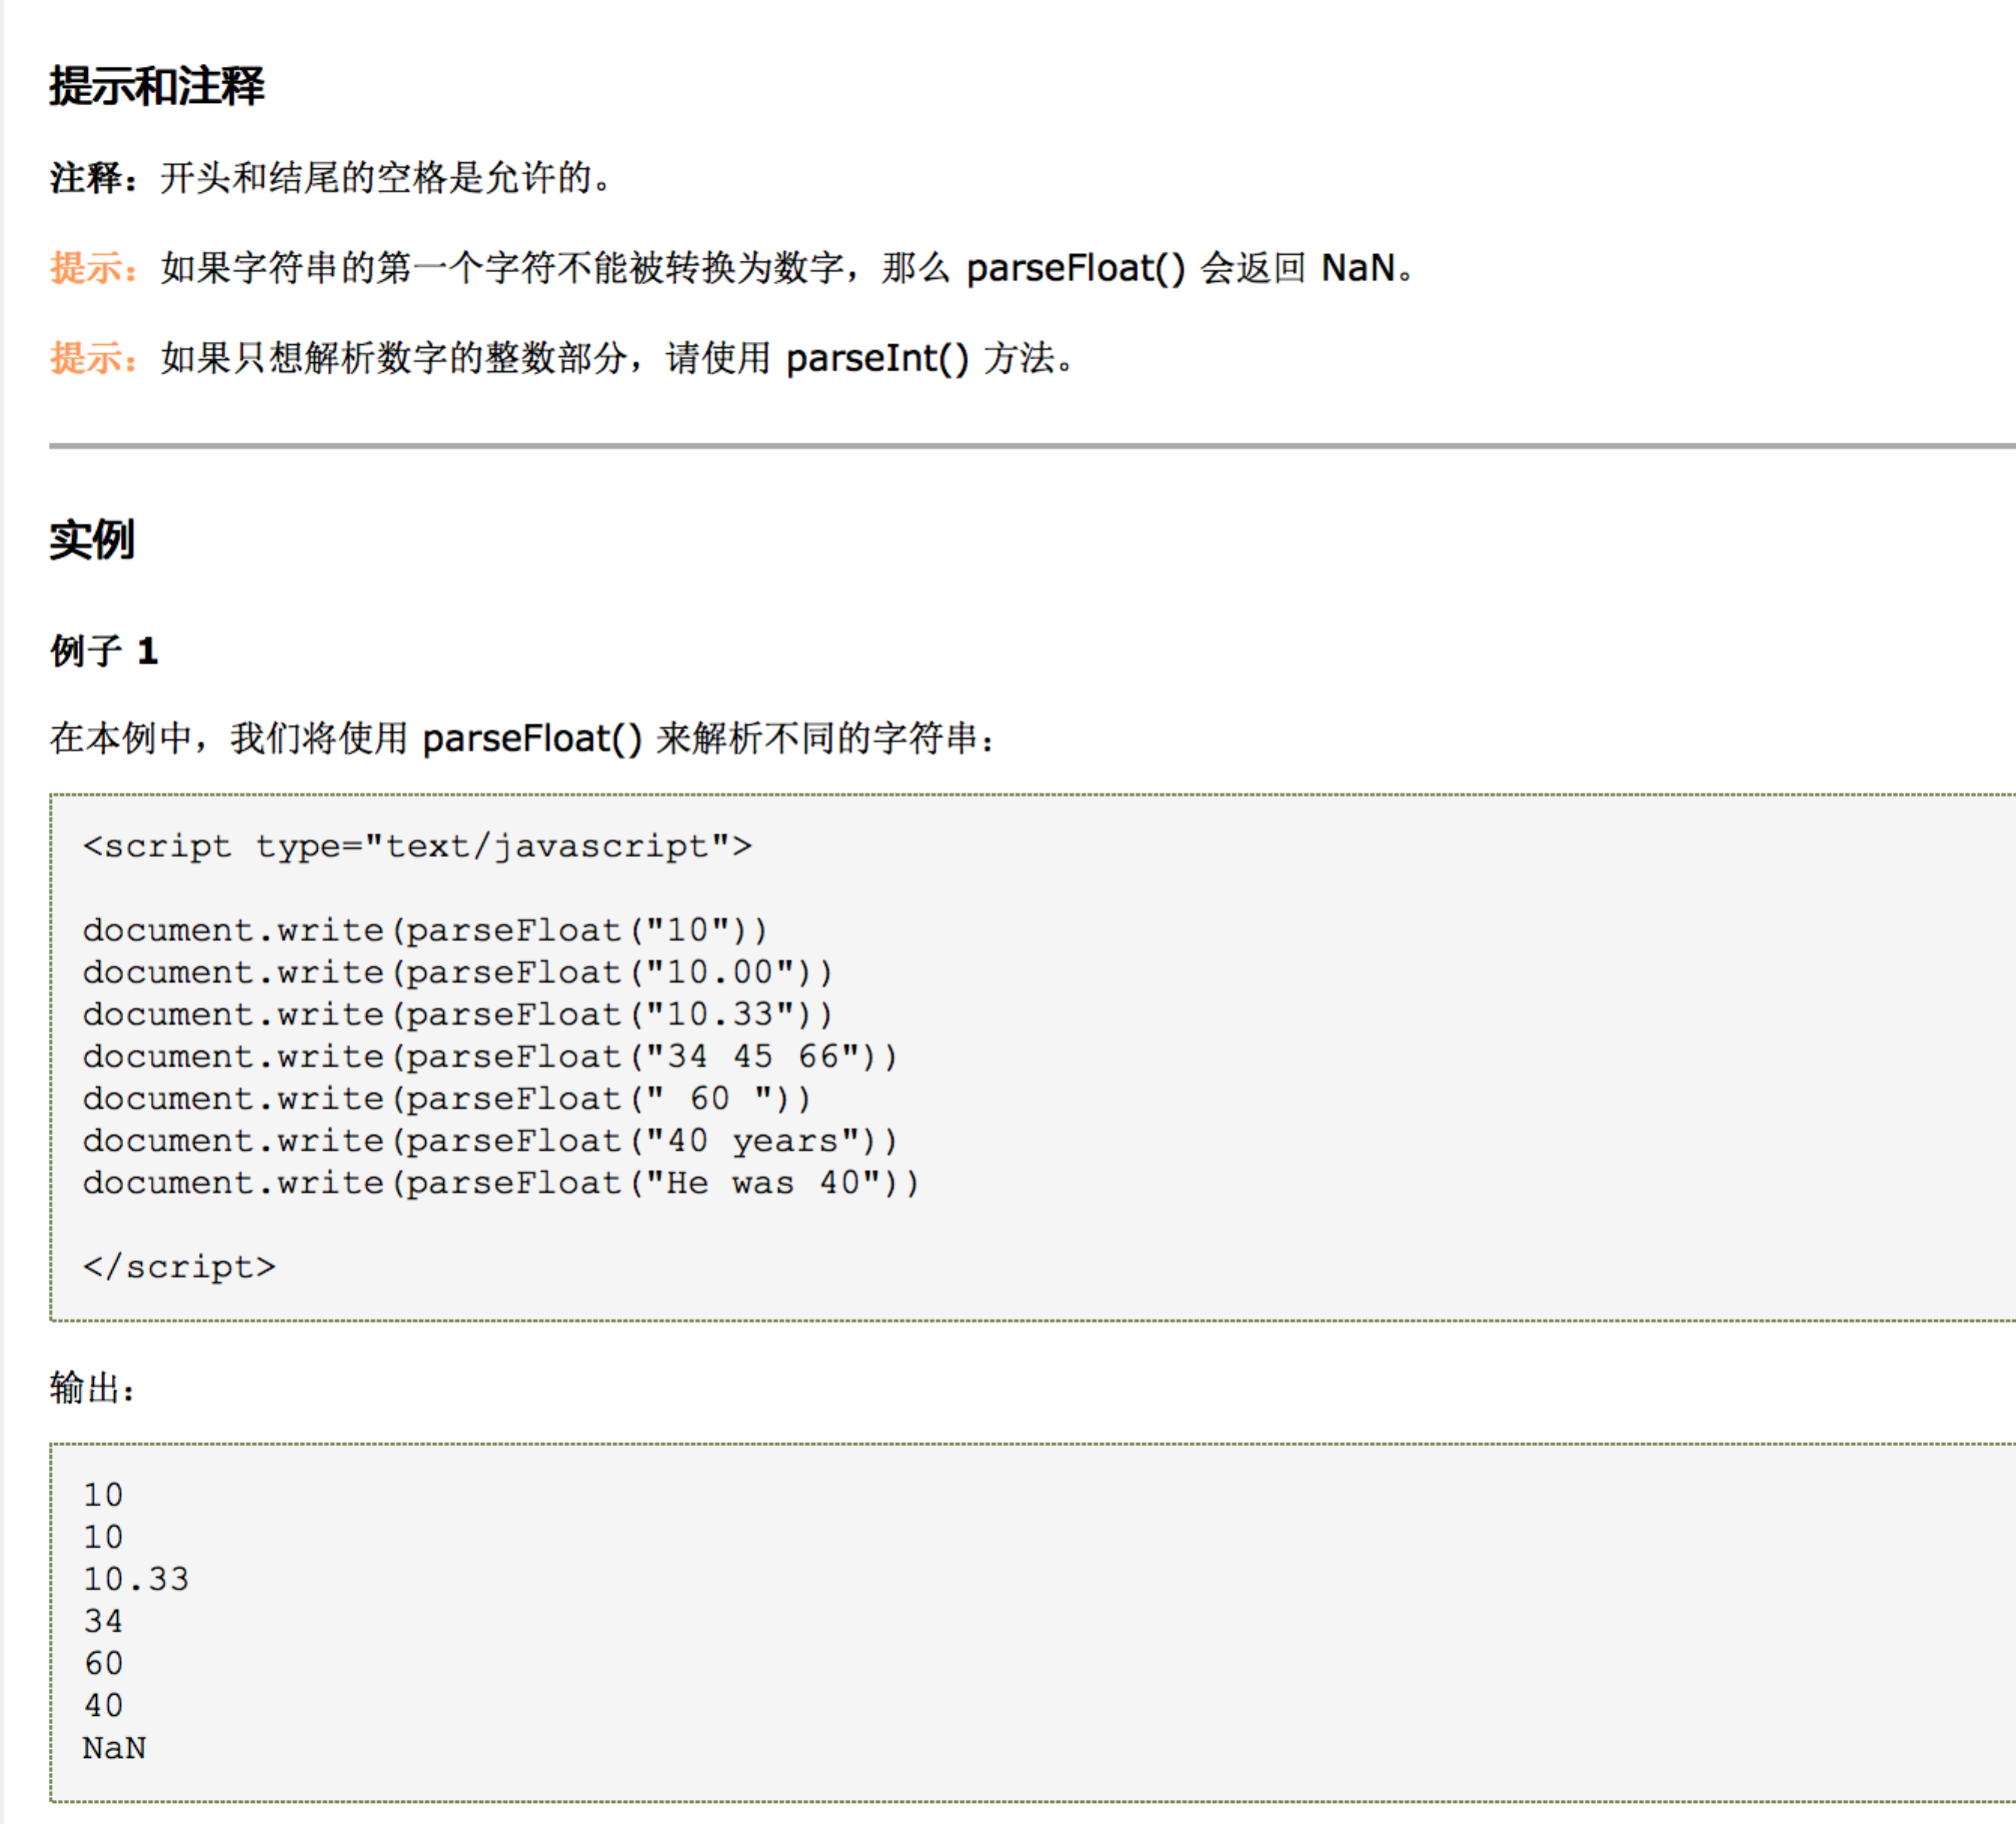 提示和注释
注释：开头和结尾的空格是允许的。
提示：如果字符串的第一个字符不能被转换为数字，那么 parseFloat() 会返回 NaN。
提示：如果只想解析数字的整数部分，请使用 parseInt() 方法。
实例
例子 1
在本例中，我们将使用 parseFloat() 来解析不同的字符串：
<script type="text/javascript">
document.write(parseFloat("10"))
document.write(parseFloat("10.00"))
document.write(parseFloat("10.33"))
document.write(parseFloat("34 45 66"))
document.write(parseFloat(" 60 "))
document.write(parseFloat("40 years"))
document.write(parseFloat("He was 40"))
</script>
输出：
10
10
10.33
34
60
40
NaN